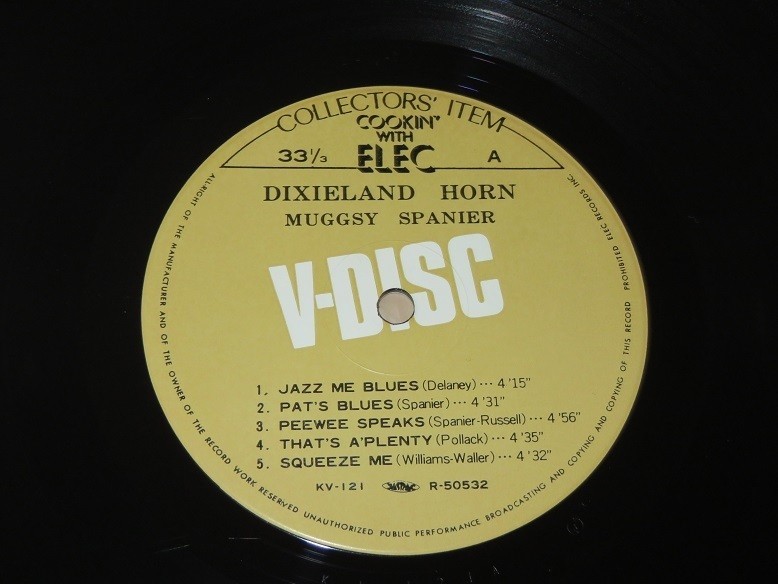 COLLECTORS' ITEM
COOKIN'
WITH
33⅓ ELEC A
DIXIELAND HORN
MUGGSY SPANIER
V-DISC
1. JAZZ ME BLUES (Delaney) ··· 4'15"
2. PAT'S BLUES (Spanier) ··· 4'31"
3. PEEWEE SPEAKS (Spanier-Russell) ··· 4'56"
4. THAT'S A'PLENTY (Pollack) ··· 4'35"
5. SQUEEZE ME (Williams-Waller) ··· 4'32"
KV-121 R-50532
ALLRIGHT OF THE MANUFACTURER AND OF THE OWNER OF THE RECORD WORK RESERVED UNAUTHORIZED PUBLIC PERFORMANCE BROADCASTING AND COPYING AND COPYING OF THIS RECORD PROHIBITED ELEC RECORDS INC.